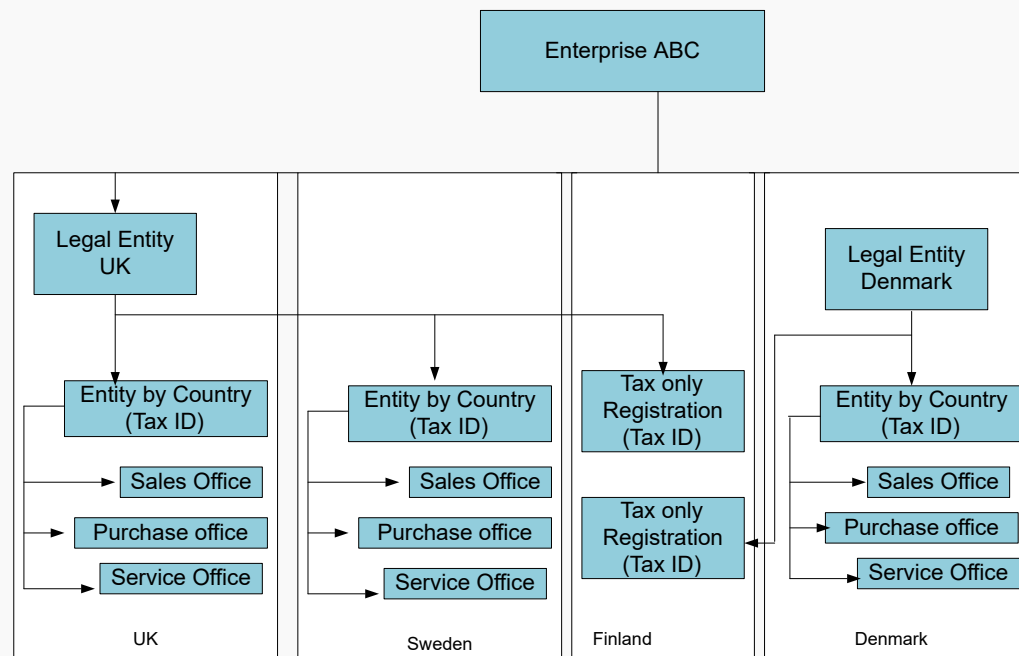 Enterprise ABC
Legal Entity
UK
Legal Entity
Denmark
Entity by Country
(Tax ID)
Sales Office
Purchase office
Service Office
UK
Entity by Country
(Tax ID)
Sales Office
Purchase office
Service Office
Sweden
Tax only
Registration
(Tax ID)
Tax only
Registration
(Tax ID)
Finland
Entity by Country
(Tax ID)
Sales Office
Purchase office
Service Office
Denmark